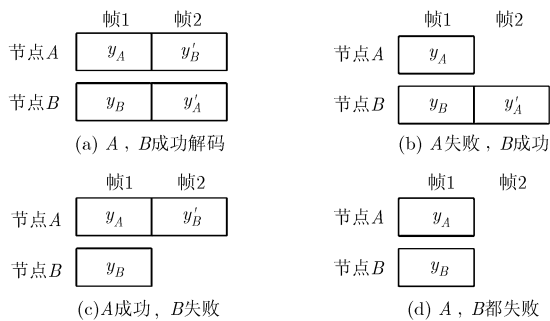 帧1 帧2
节点A y_A y'_B
节点B y_B y'_A
(a) A , B成功解码
帧1 帧2
节点A y_A
节点B y_B y'_A
(b) A失败 , B成功
帧1 帧2
节点A y_A y'_B
节点B y_B
(c)A成功 , B失败
帧1 帧2
节点A y_A
节点B y_B
(d) A , B都失败